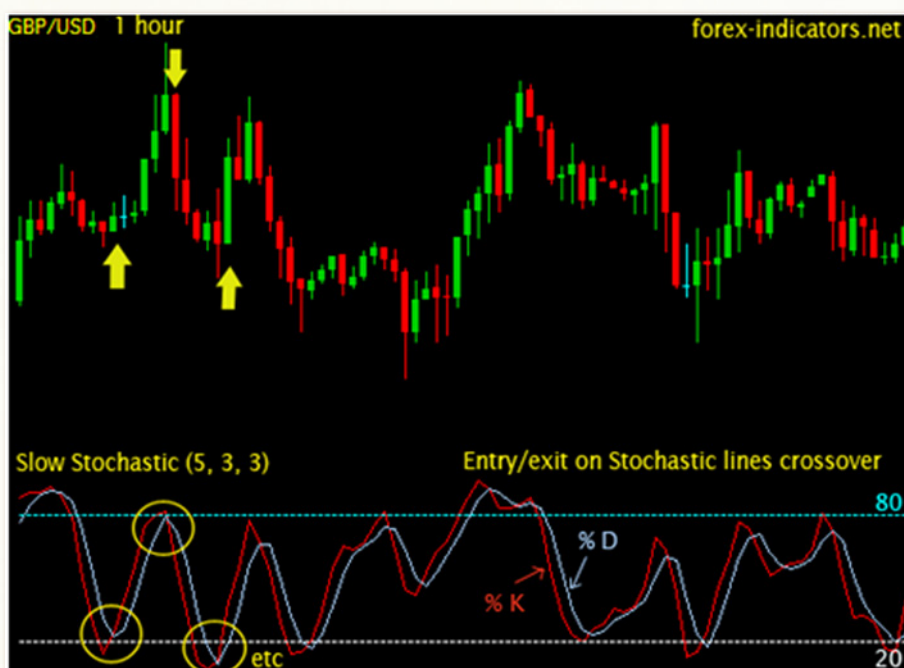 GBP/USD 1 hour
forex-indicators.net
Slow Stochastic (5, 3, 3)
Entry/exit on Stochastic lines crossover
80
% D
% K
etc
20